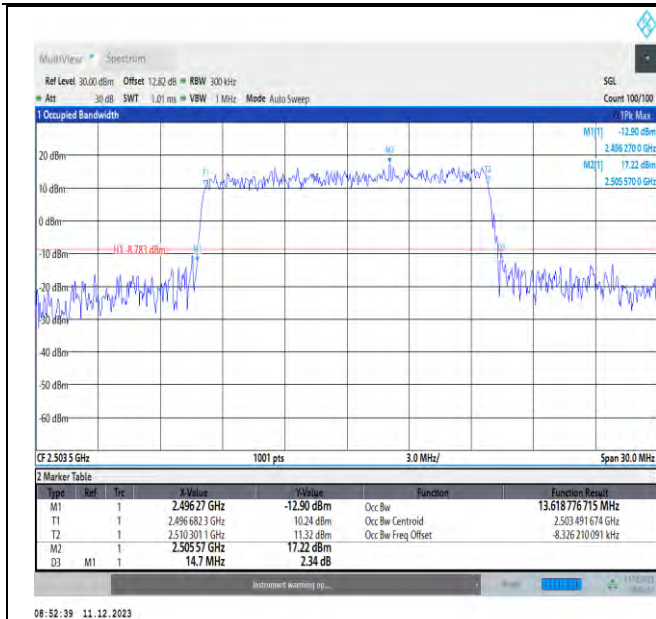 MultiView Spectrum
Ref Level 30.00 dBm Offset 12.82 dB RBW 300 kHz SGL
Att 30 dB SWT 1.01 ms VBW 1 MHz Mode Auto Sweep Count 100/100
1 Occupied Bandwidth 1Pk Max
M1[1] -12.90 dBm
2.496 270 0 GHz
M2[1] 17.22 dBm
2.505 570 0 GHz
20 dBm
10 dBm
0 dBm
-10 dBm
-20 dBm
-30 dBm
-40 dBm
-50 dBm
-60 dBm
T1
M2
T2
H1 -8.783 dBm
M1
CF 2.503 5 GHz 1001 pts 3.0 MHz/ Span 30.0 MHz
2 Marker Table
Type Ref Trc X-Value Y-Value Function Function Result
M1 1 2.496 27 GHz -12.90 dBm Occ Bw 13.618 776 715 MHz
T1 1 2.496 682 3 GHz 10.24 dBm Occ Bw Centroid 2.503 491 674 GHz
T2 1 2.510 301 1 GHz 11.32 dBm Occ Bw Freq Offset -8.326 210 091 kHz
M2 1 2.505 57 GHz 17.22 dBm
D3 M1 1 14.7 MHz 2.34 dB
Instrument warming up...
08:52:39 11.12.2023